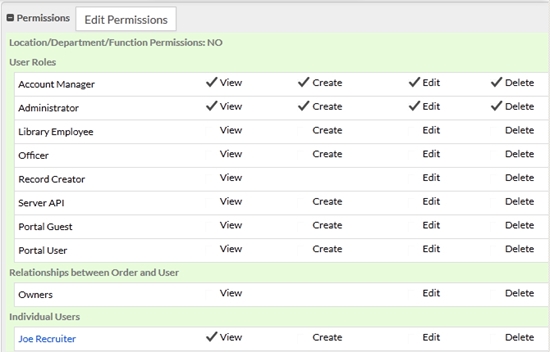 Permissions Edit Permissions
Location/Department/Function Permissions: NO
User Roles
Account Manager View Create Edit Delete
Administrator View Create Edit Delete
Library Employee View Create Edit Delete
Officer View Create Edit Delete
Record Creator View Edit Delete
Server API View Create Edit Delete
Portal Guest View Create Edit Delete
Portal User View Create Edit Delete
Relationships between Order and User
Owners View Edit Delete
Individual Users
Joe Recruiter View Create Edit Delete